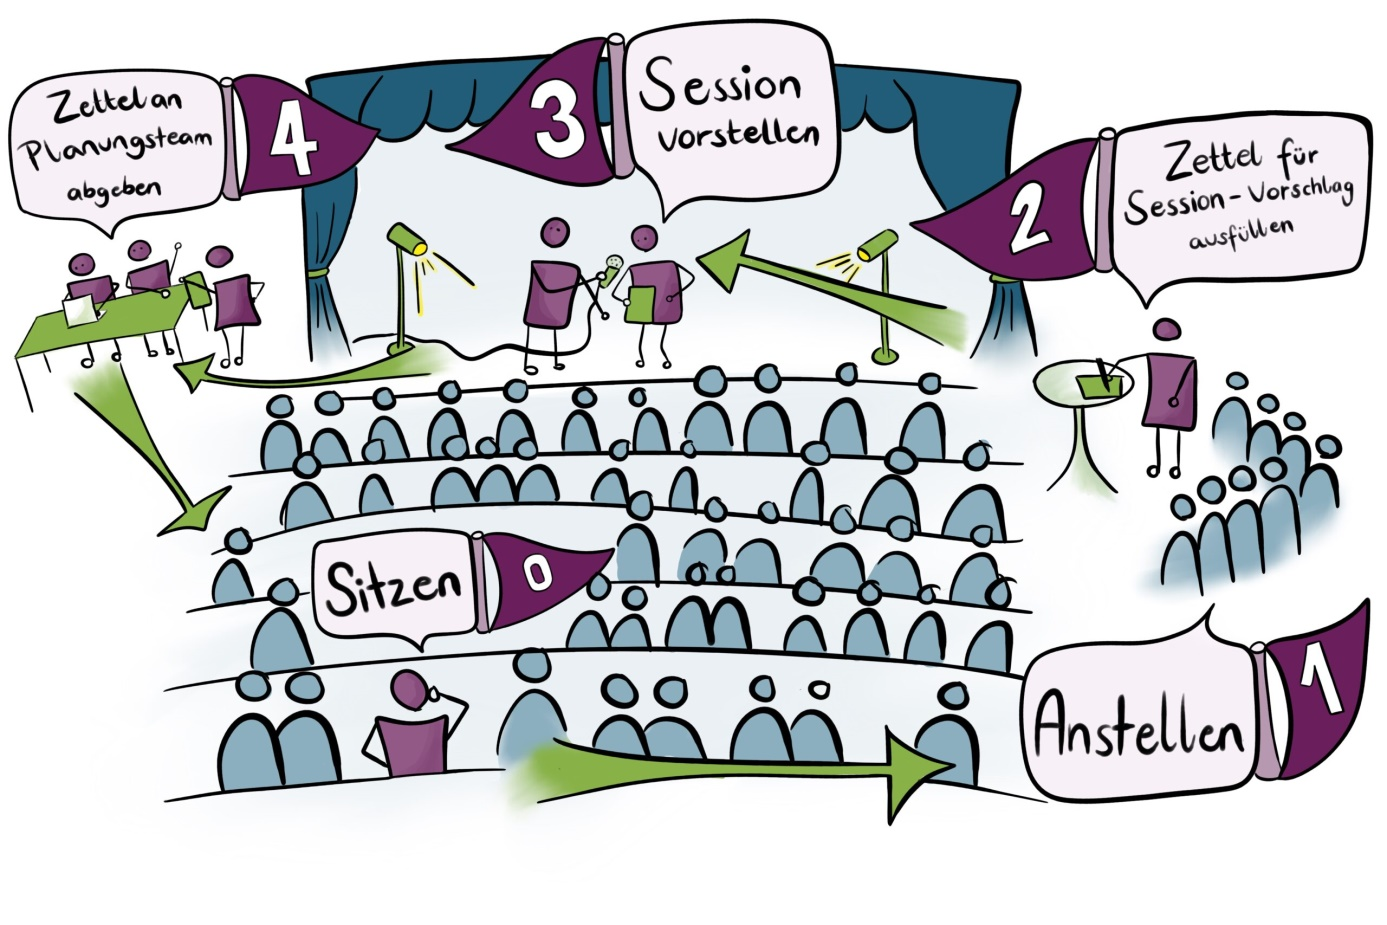 Zettel an
Planungsteam
abgeben
4
3
Session
vorstellen
2
Zettel für
Session-Vorschlag
ausfüllen
Sitzen
0
Anstellen
1